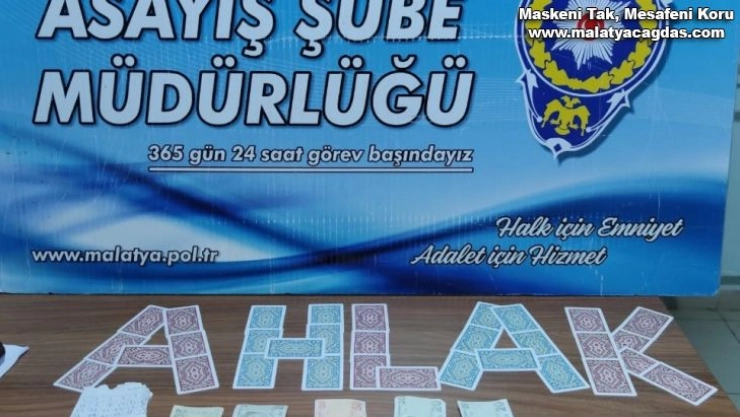 Maskeni Tak, Mesafeni Koru
www.malatyacagdas.com
ASAYİŞ ŞUBE
MÜDÜRLÜĞÜ
365 gün 24 saat görev başındayız
Halk için Emniyet
Adalet için Hizmet
www.malatya.pol.tr
AHLAK